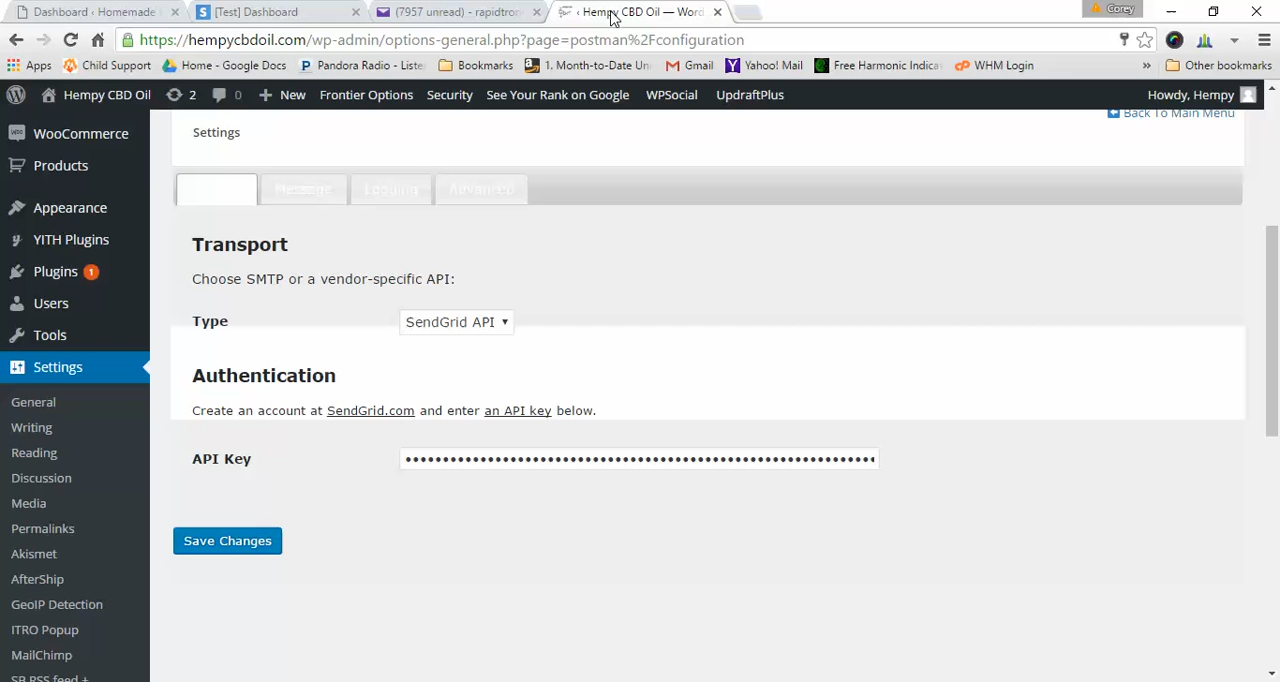 Dashboard ‹ Homemade
[Test] Dashboard
(7957 unread) - rapidtron
‹ Hempy CBD Oil — Word
Corey
https://hempycbdoil.com/wp-admin/options-general.php?page=postman%2Fconfiguration
Apps
Child Support
Home - Google Docs
Pandora Radio - Liste
Bookmarks
1. Month-to-Date Un
Gmail
Yahoo! Mail
Free Harmonic Indica
WHM Login
»
Other bookmarks
Hempy CBD Oil
2
0
New
Frontier Options
Security
See Your Rank on Google
WPSocial
UpdraftPlus
Howdy, Hempy
WooCommerce
Products
Appearance
YITH Plugins
Plugins 1
Users
Tools
Settings
General
Writing
Reading
Discussion
Media
Permalinks
Akismet
AfterShip
GeoIP Detection
ITRO Popup
MailChimp
SB RSS feed +
Back To Main Menu
Settings
Message
Logging
Advanced
Transport
Choose SMTP or a vendor-specific API:
Type
SendGrid API
Authentication
Create an account at SendGrid.com and enter an API key below.
API Key
Save Changes